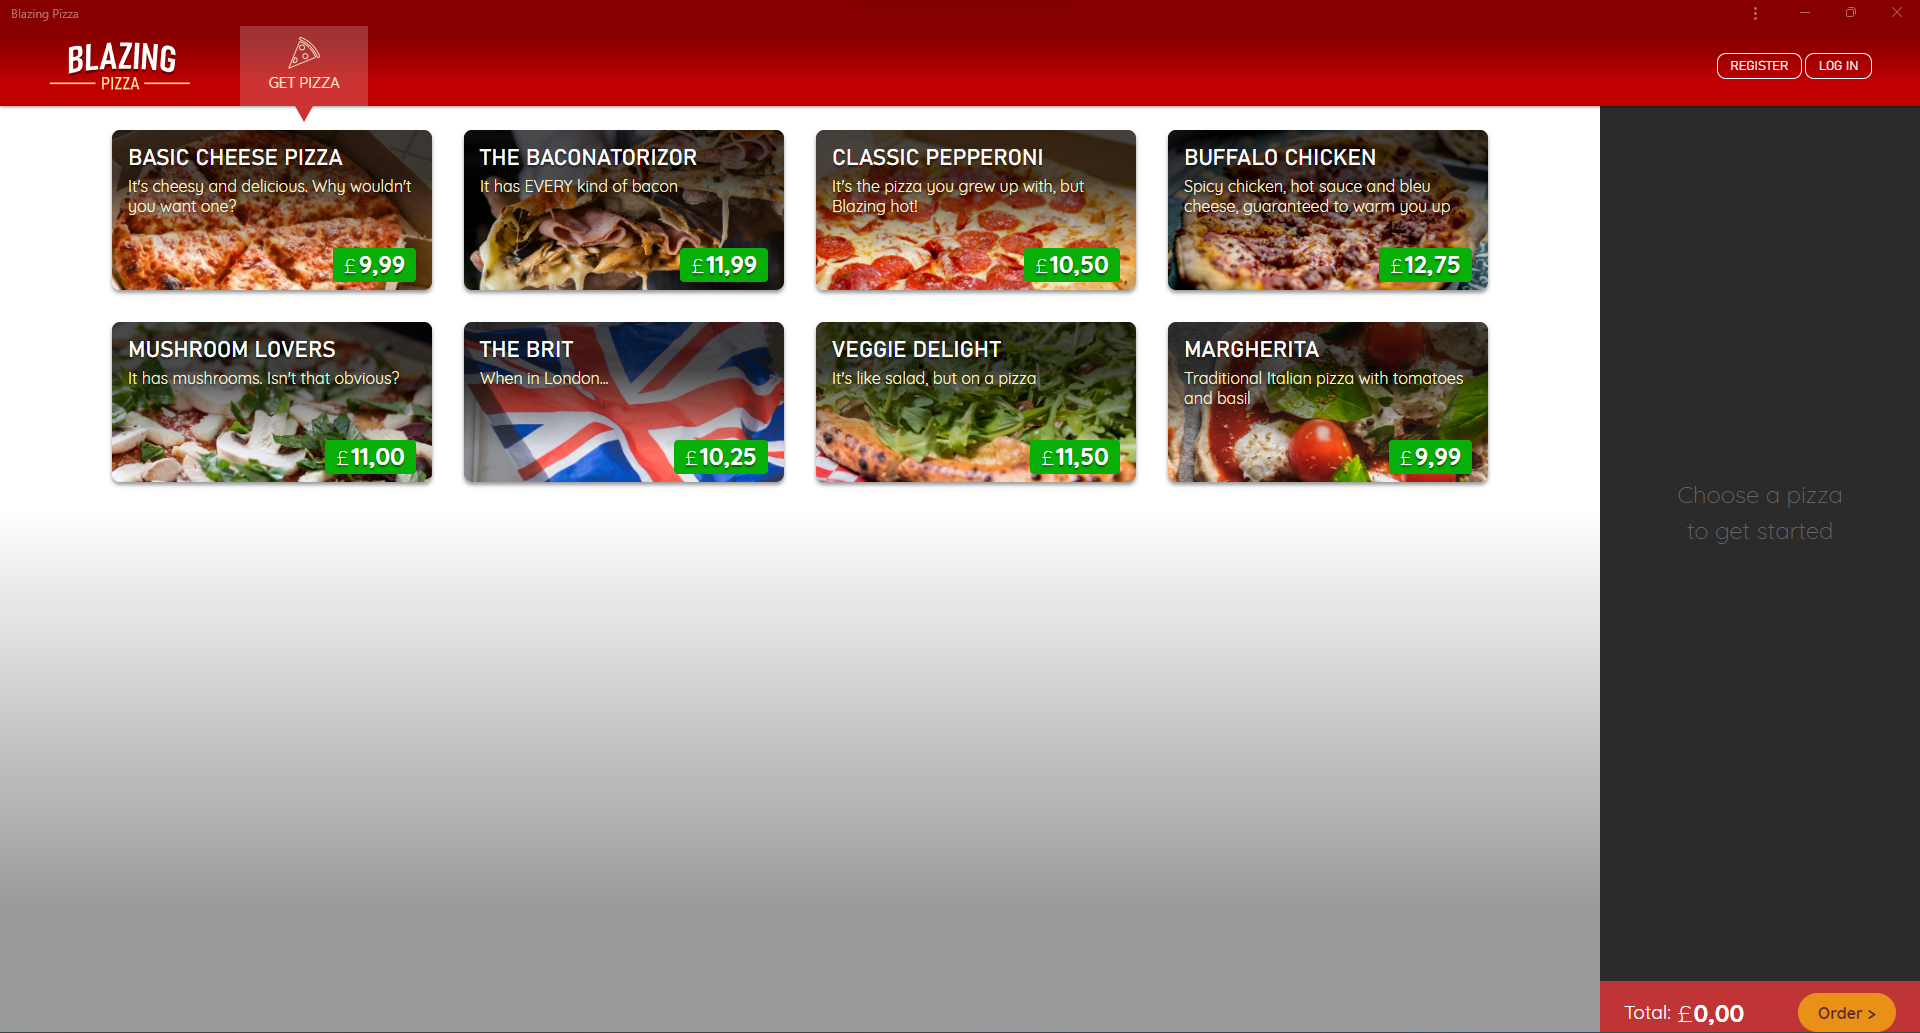 Blazing Pizza
BLAZING
PIZZA
GET PIZZA
REGISTER
LOG IN
BASIC CHEESE PIZZA
It's cheesy and delicious. Why wouldn't
you want one?
£9,99
THE BACONATORIZOR
It has EVERY kind of bacon
£11,99
CLASSIC PEPPERONI
It's the pizza you grew up with, but
Blazing hot!
£10,50
BUFFALO CHICKEN
Spicy chicken, hot sauce and bleu
cheese, guaranteed to warm you up
£12,75
MUSHROOM LOVERS
It has mushrooms. Isn't that obvious?
£11,00
THE BRIT
When in London...
£10,25
VEGGIE DELIGHT
It's like salad, but on a pizza
£11,50
MARGHERITA
Traditional Italian pizza with tomatoes
and basil
£9,99
Choose a pizza
to get started
Total: £0,00
Order >